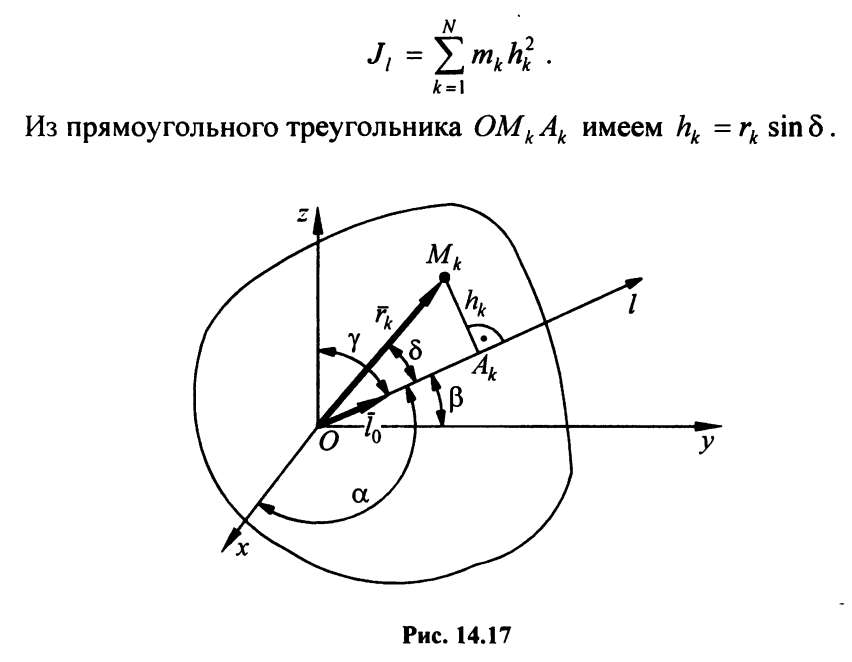 J_l = \sum_{k=1}^{N} m_k h_k^2 .
Из прямоугольного треугольника OM_k A_k имеем h_k = r_k sin δ .
z
M_k
h_k
l
r̄_k
γ
δ
A_k
β
O
l̄_0
y
α
x
Рис. 14.17